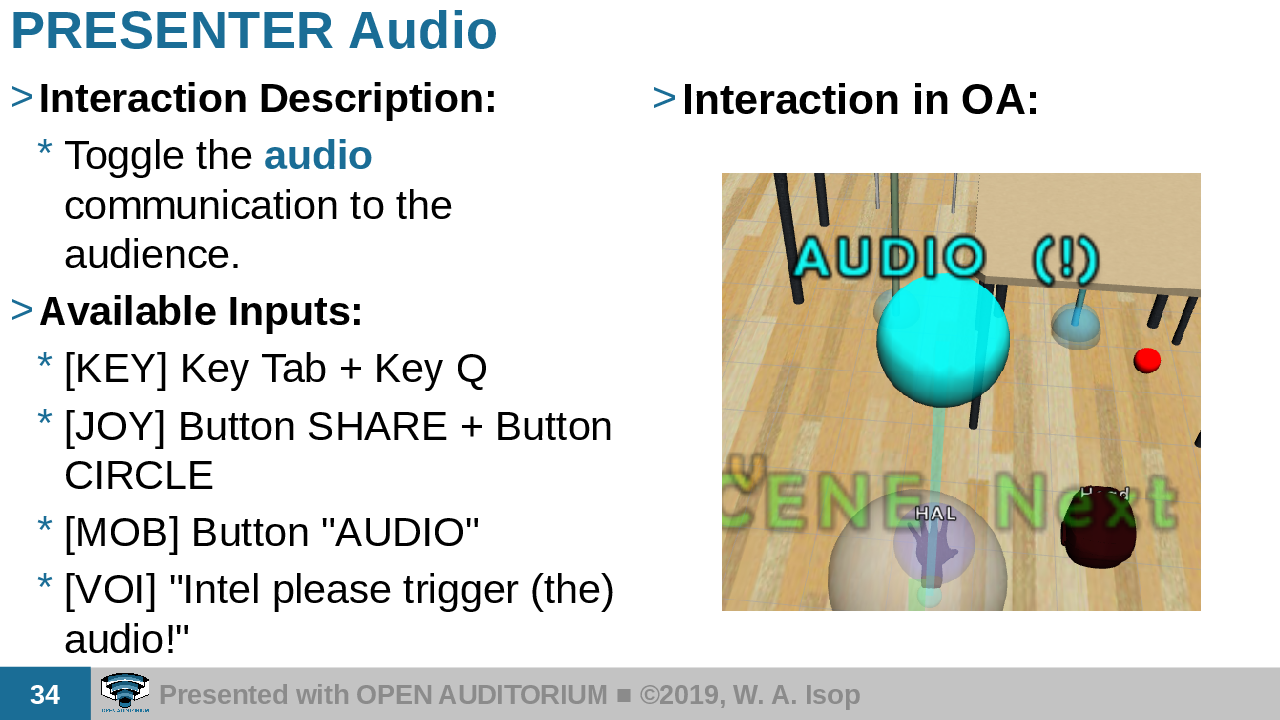 PRESENTER Audio
> Interaction Description:
* Toggle the audio
communication to the
audience.
> Available Inputs:
* [KEY] Key Tab + Key Q
* [JOY] Button SHARE + Button
CIRCLE
* [MOB] Button "AUDIO"
* [VOI] "Intel please trigger (the)
audio!"
> Interaction in OA:
AUDIO (!)
CENE Next
HAL
34
OPEN AUDITORIUM
Presented with OPEN AUDITORIUM ■ ©2019, W. A. Isop